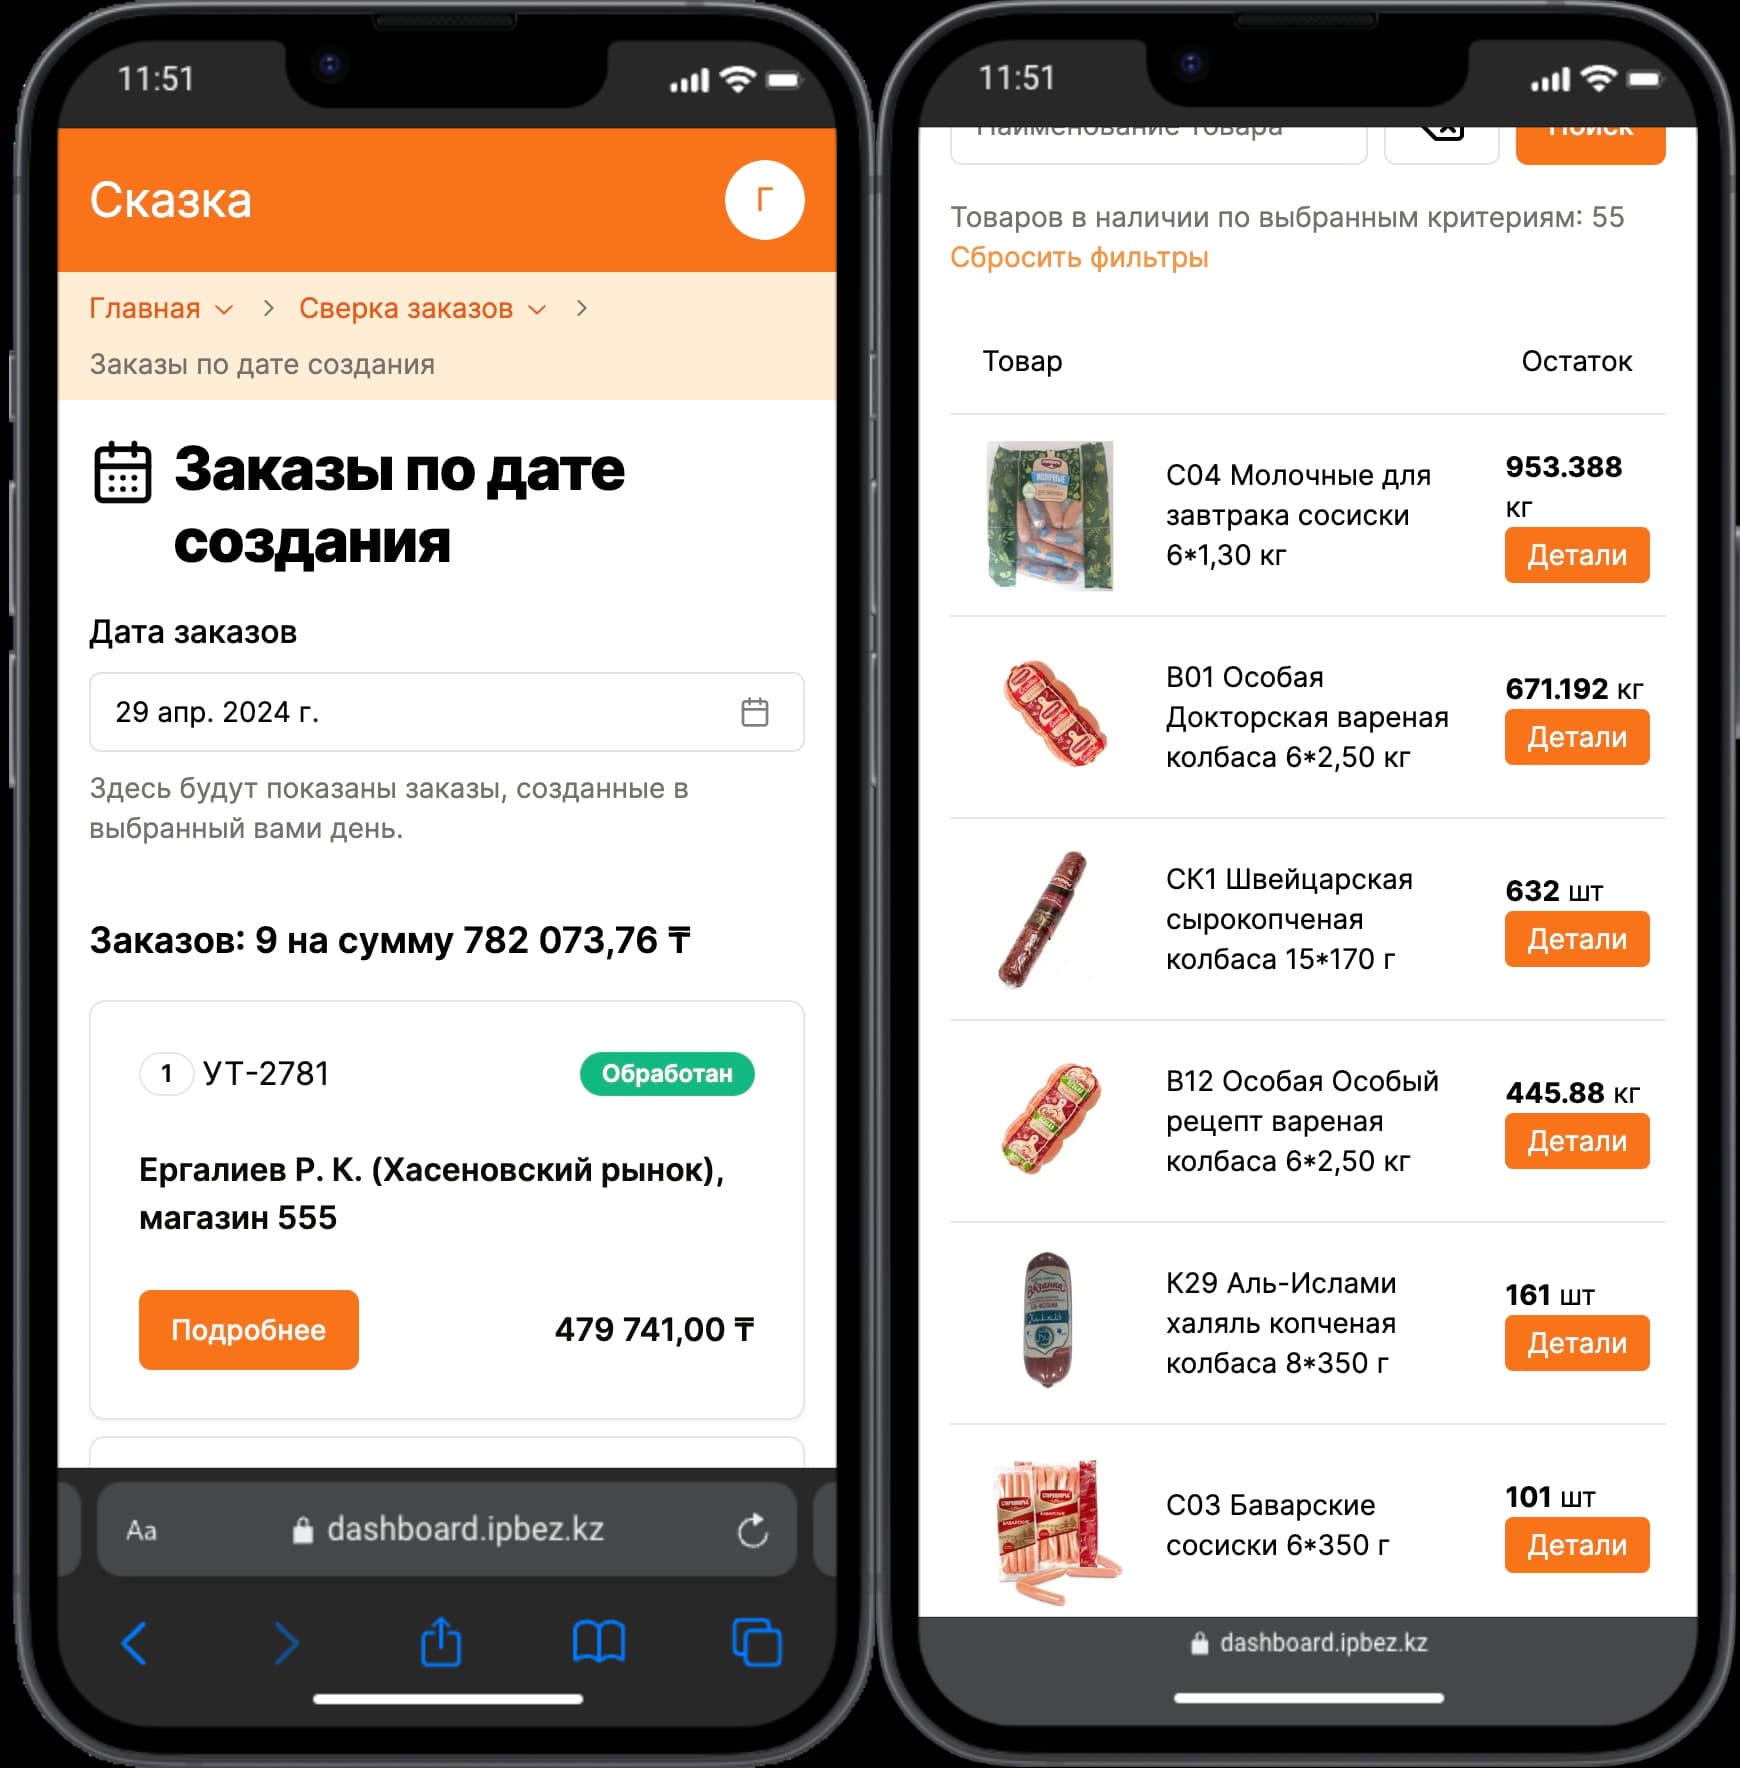 11:51
Сказка
Г
Главная
Сверка заказов
Заказы по дате создания
Заказы по дате
создания
Дата заказов
29 апр. 2024 г.
Здесь будут показаны заказы, созданные в
выбранный вами день.
Заказов: 9 на сумму 782 073,76 ₸
1 УТ-2781
Обработан
Ергалиев Р. К. (Хасеновский рынок),
магазин 555
Подробнее
479 741,00 ₸
Aa
dashboard.ipbez.kz
11:51
Наименование товара
Поиск
Товаров в наличии по выбранным критериям: 55
Сбросить фильтры
Товар
Остаток
С04 Молочные для
завтрака сосиски
6*1,30 кг
953.388
кг
Детали
В01 Особая
Докторская вареная
колбаса 6*2,50 кг
671.192 кг
Детали
СК1 Швейцарская
сырокопченая
колбаса 15*170 г
632 шт
Детали
В12 Особая Особый
рецепт вареная
колбаса 6*2,50 кг
445.88 кг
Детали
К29 Аль-Ислами
халяль копченая
колбаса 8*350 г
161 шт
Детали
С03 Баварские
сосиски 6*350 г
101 шт
Детали
dashboard.ipbez.kz